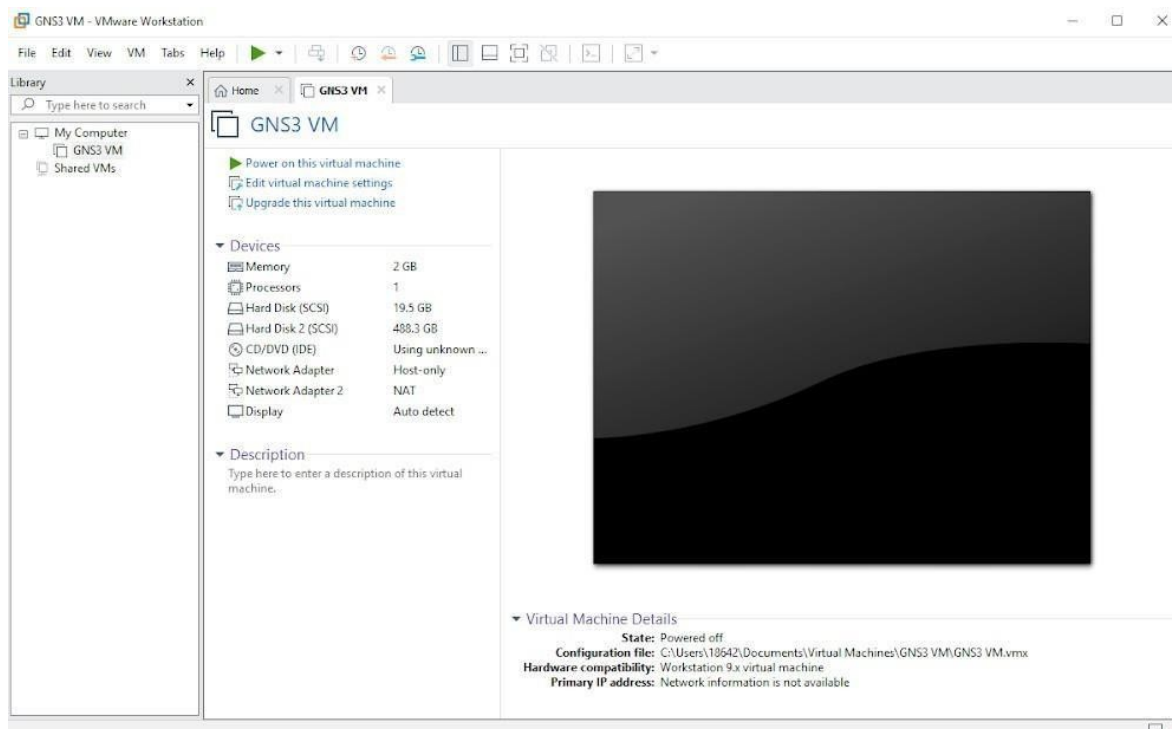 GNS3 VM - VMware Workstation
File Edit View VM Tabs Help
Library
Type here to search
My Computer
GNS3 VM
Shared VMs
Home
GNS3 VM
GNS3 VM
Power on this virtual machine
Edit virtual machine settings
Upgrade this virtual machine
Devices
Memory 2 GB
Processors 1
Hard Disk (SCSI) 19.5 GB
Hard Disk 2 (SCSI) 488.3 GB
CD/DVD (IDE) Using unknown ...
Network Adapter Host-only
Network Adapter 2 NAT
Display Auto detect
Description
Type here to enter a description of this virtual
machine.
Virtual Machine Details
State: Powered off
Configuration file: C:\Users\18642\Documents\Virtual Machines\GNS3 VM\GNS3 VM.vmx
Hardware compatibility: Workstation 9.x virtual machine
Primary IP address: Network information is not available